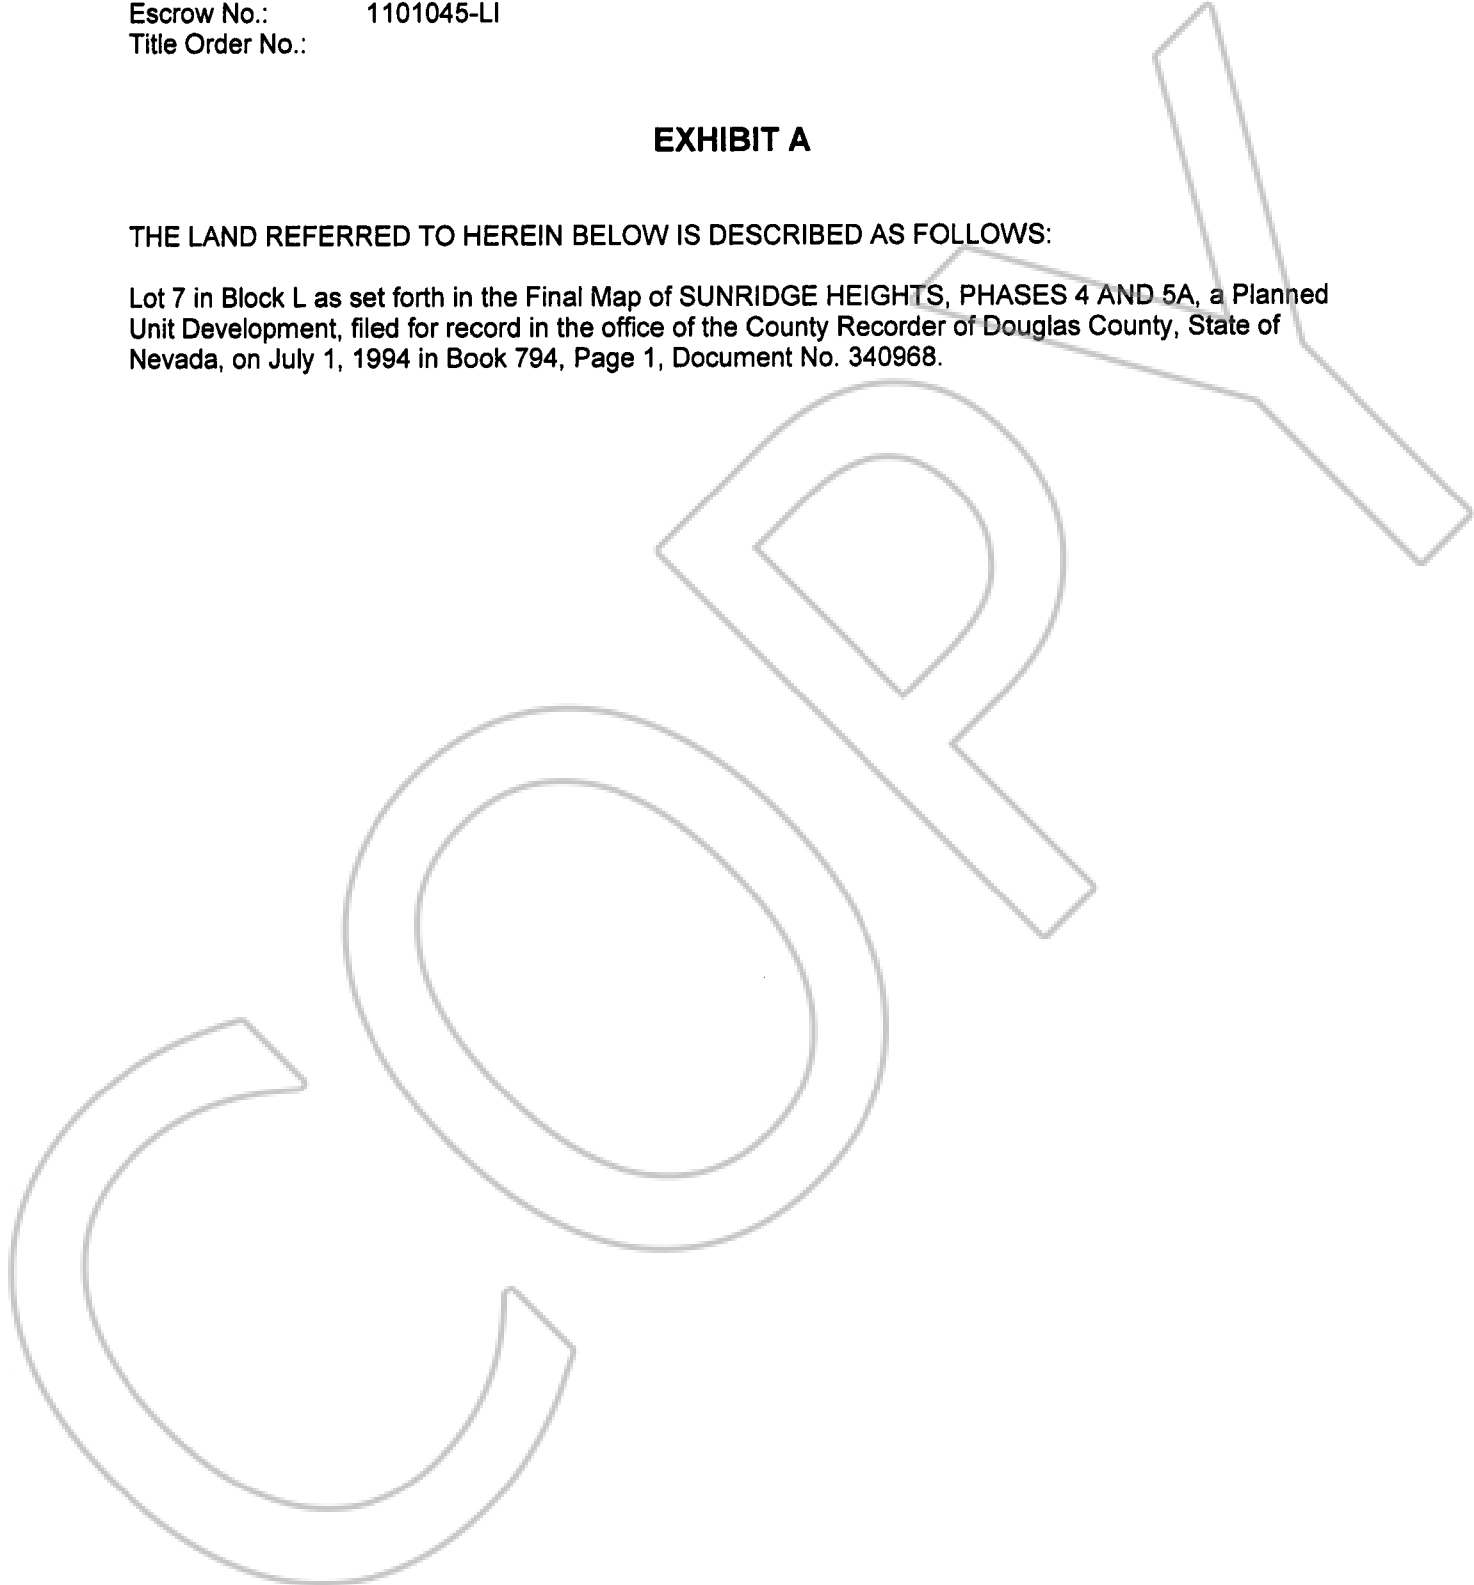 Escrow No.: 1101045-LI
Title Order No.:
EXHIBIT A
THE LAND REFERRED TO HEREIN BELOW IS DESCRIBED AS FOLLOWS:
Lot 7 in Block L as set forth in the Final Map of SUNRIDGE HEIGHTS, PHASES 4 AND 5A, a Planned
Unit Development, filed for record in the office of the County Recorder of Douglas County, State of
Nevada, on July 1, 1994 in Book 794, Page 1, Document No. 340968.
COPY